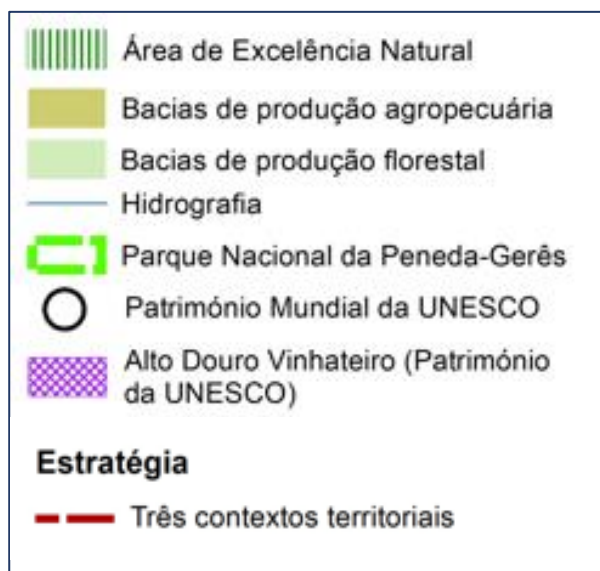 Área de Excelência Natural
Bacias de produção agropecuária
Bacias de produção florestal
Hidrografia
Parque Nacional da Peneda-Gerês
Património Mundial da UNESCO
Alto Douro Vinhateiro (Património
da UNESCO)
Estratégia
Três contextos territoriais